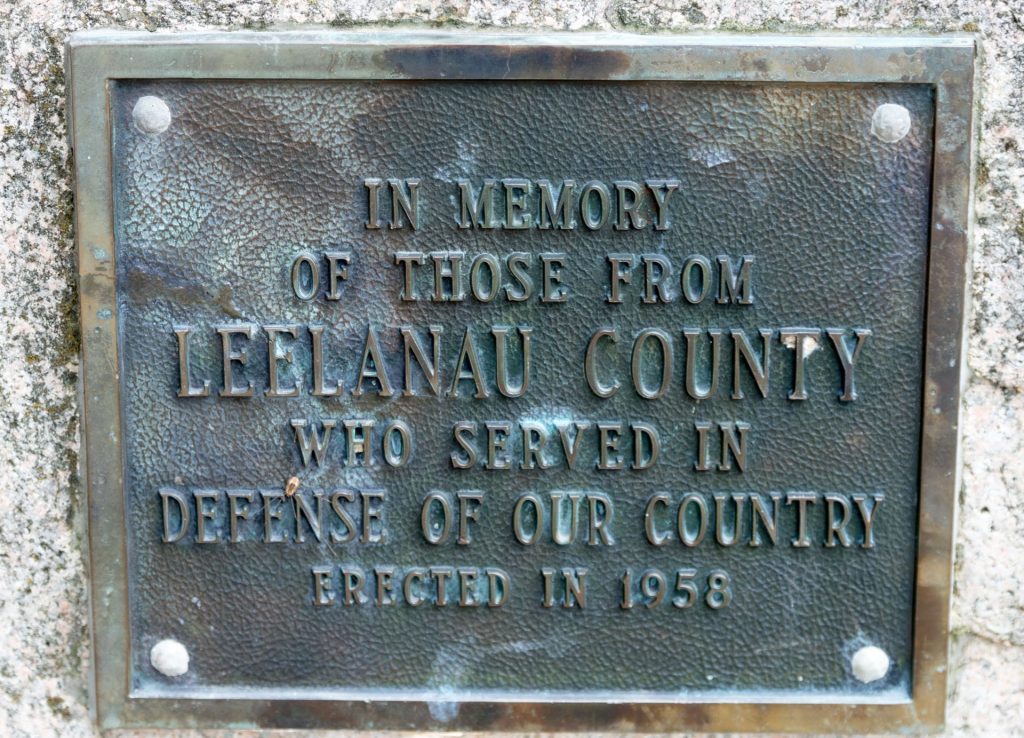 IN MEMORY
OF THOSE FROM
LEELANAU COUNTY
WHO SERVED IN
DEFENSE OF OUR COUNTRY
ERECTED IN 1958